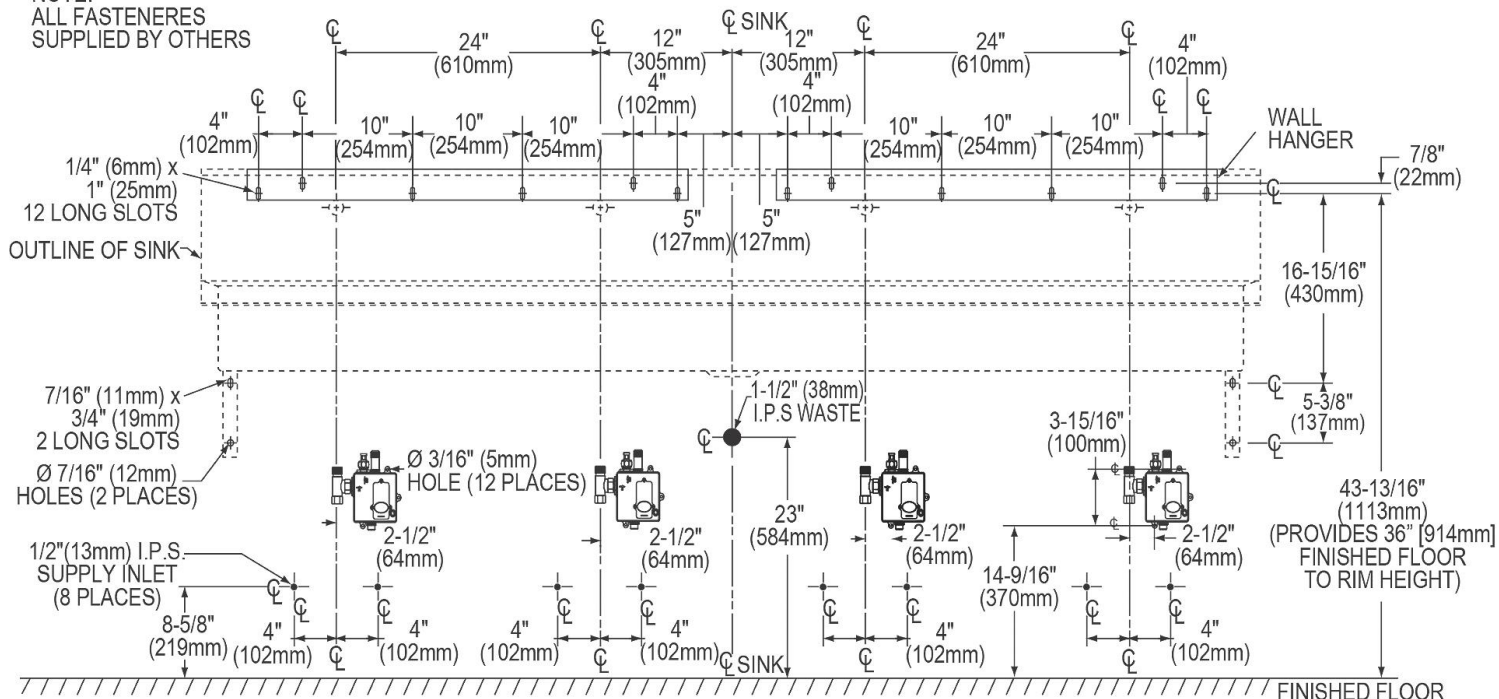 NOTE:
ALL FASTENERES
SUPPLIED BY OTHERS
℄
℄
℄ SINK
℄
℄
24"
(610mm)
12"
(305mm)
12"
(305mm)
24"
(610mm)
4"
(102mm)
4"
(102mm)
4"
(102mm)
℄
℄
℄
℄
4"
(102mm)
10"
(254mm)
10"
(254mm)
10"
(254mm)
10"
(254mm)
10"
(254mm)
10"
(254mm)
WALL
HANGER
7/8"
(22mm)
℄
1/4" (6mm) x
1" (25mm)
12 LONG SLOTS
5"
(127mm)
5"
(127mm)
OUTLINE OF SINK
16-15/16"
(430mm)
7/16" (11mm) x
3/4" (19mm)
2 LONG SLOTS
1-1/2" (38mm)
I.P.S WASTE
℄
℄
5-3/8"
(137mm)
℄
3-15/16"
(100mm)
Ø 7/16" (12mm)
HOLES (2 PLACES)
Ø 3/16" (5mm)
HOLE (12 PLACES)
℄
℄
23"
(584mm)
43-13/16"
(1113mm)
(PROVIDES 36" [914mm]
FINISHED FLOOR
TO RIM HEIGHT)
2-1/2"
(64mm)
2-1/2"
(64mm)
2-1/2"
(64mm)
2-1/2"
(64mm)
1/2"(13mm) I.P.S.
SUPPLY INLET
(8 PLACES)
14-9/16"
(370mm)
℄
℄
℄
℄
℄
℄
℄
℄
℄
8-5/8"
(219mm)
4"
(102mm)
4"
(102mm)
4"
(102mm)
4"
(102mm)
4"
(102mm)
4"
(102mm)
℄
℄
℄ SINK
℄
℄
FINISHED FLOOR